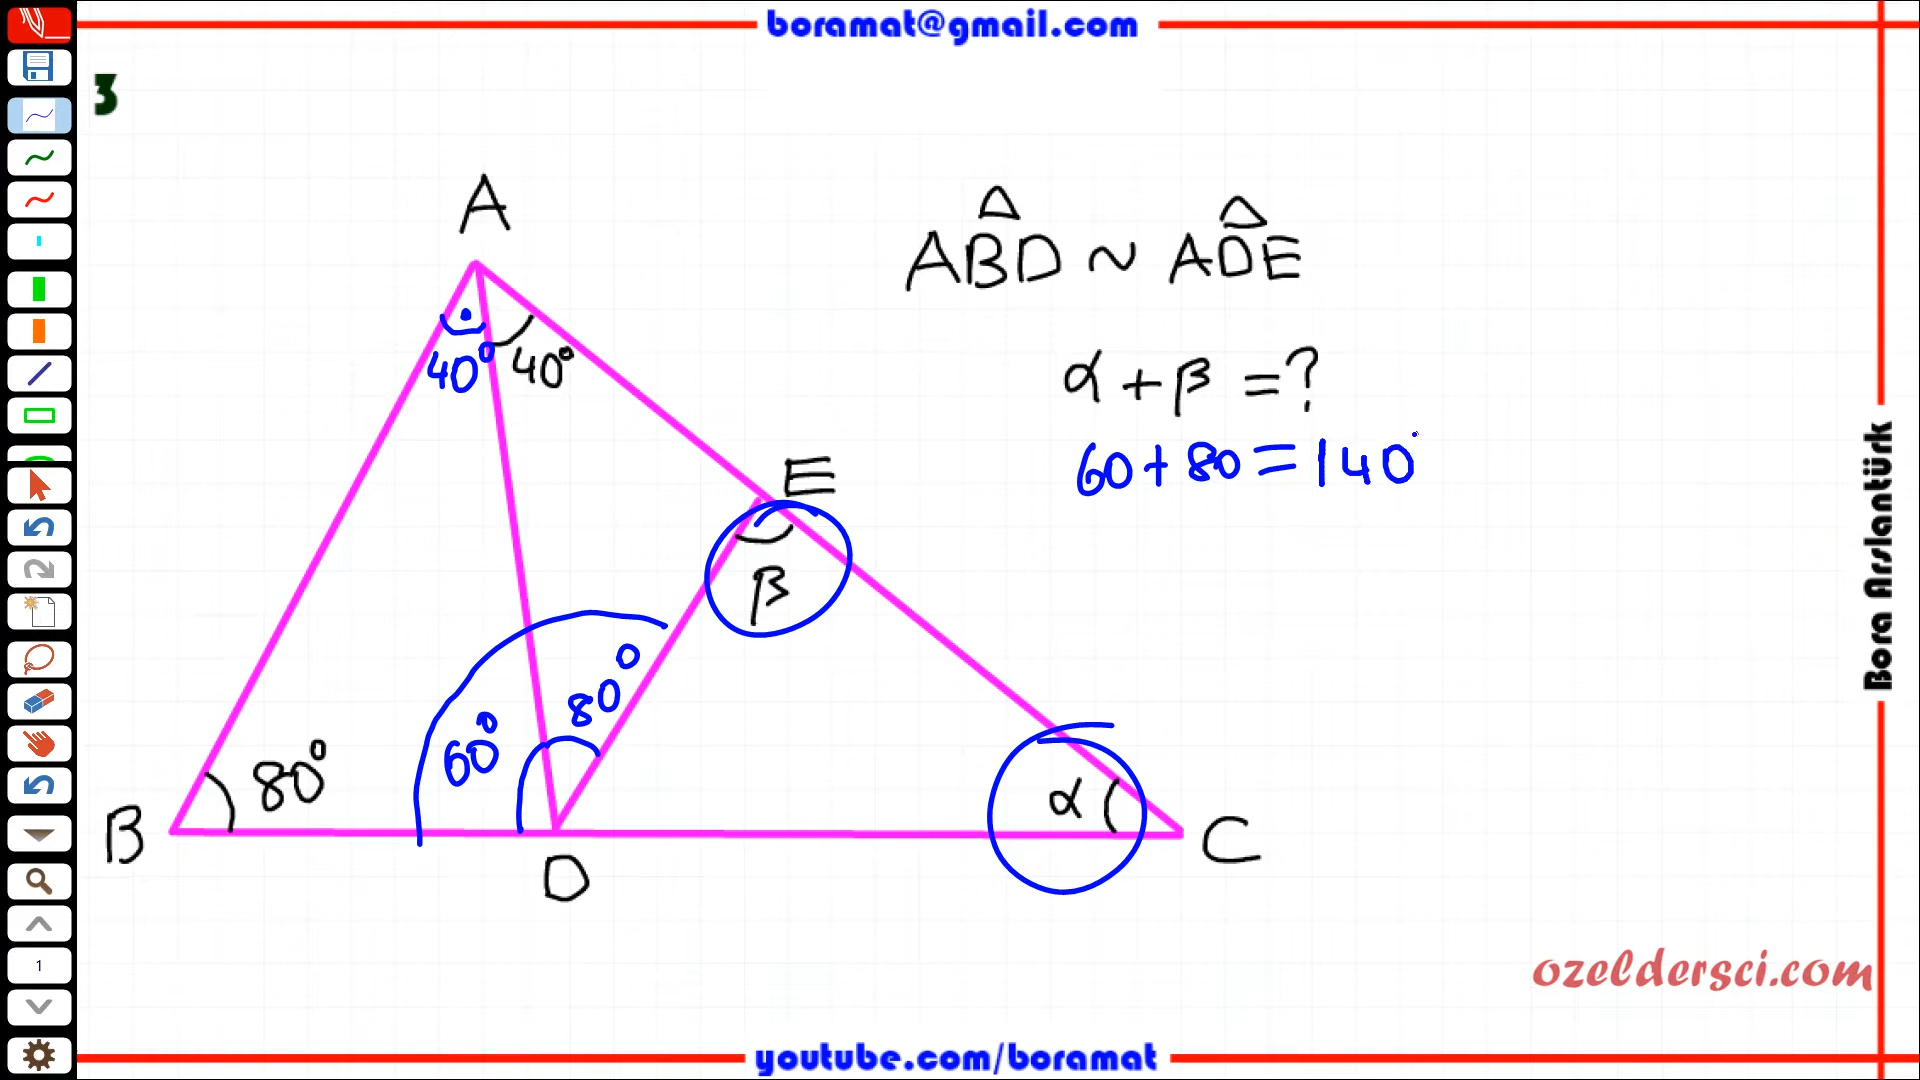 boramat@gmail.com
3
A
ABD ~ ADE
40° 40°
α + β = ?
60 + 80 = 140
E
β
80°
60°
80°
α
B
C
D
Bora Arslantürk
1
ozeldersci.com
youtube.com/boramat